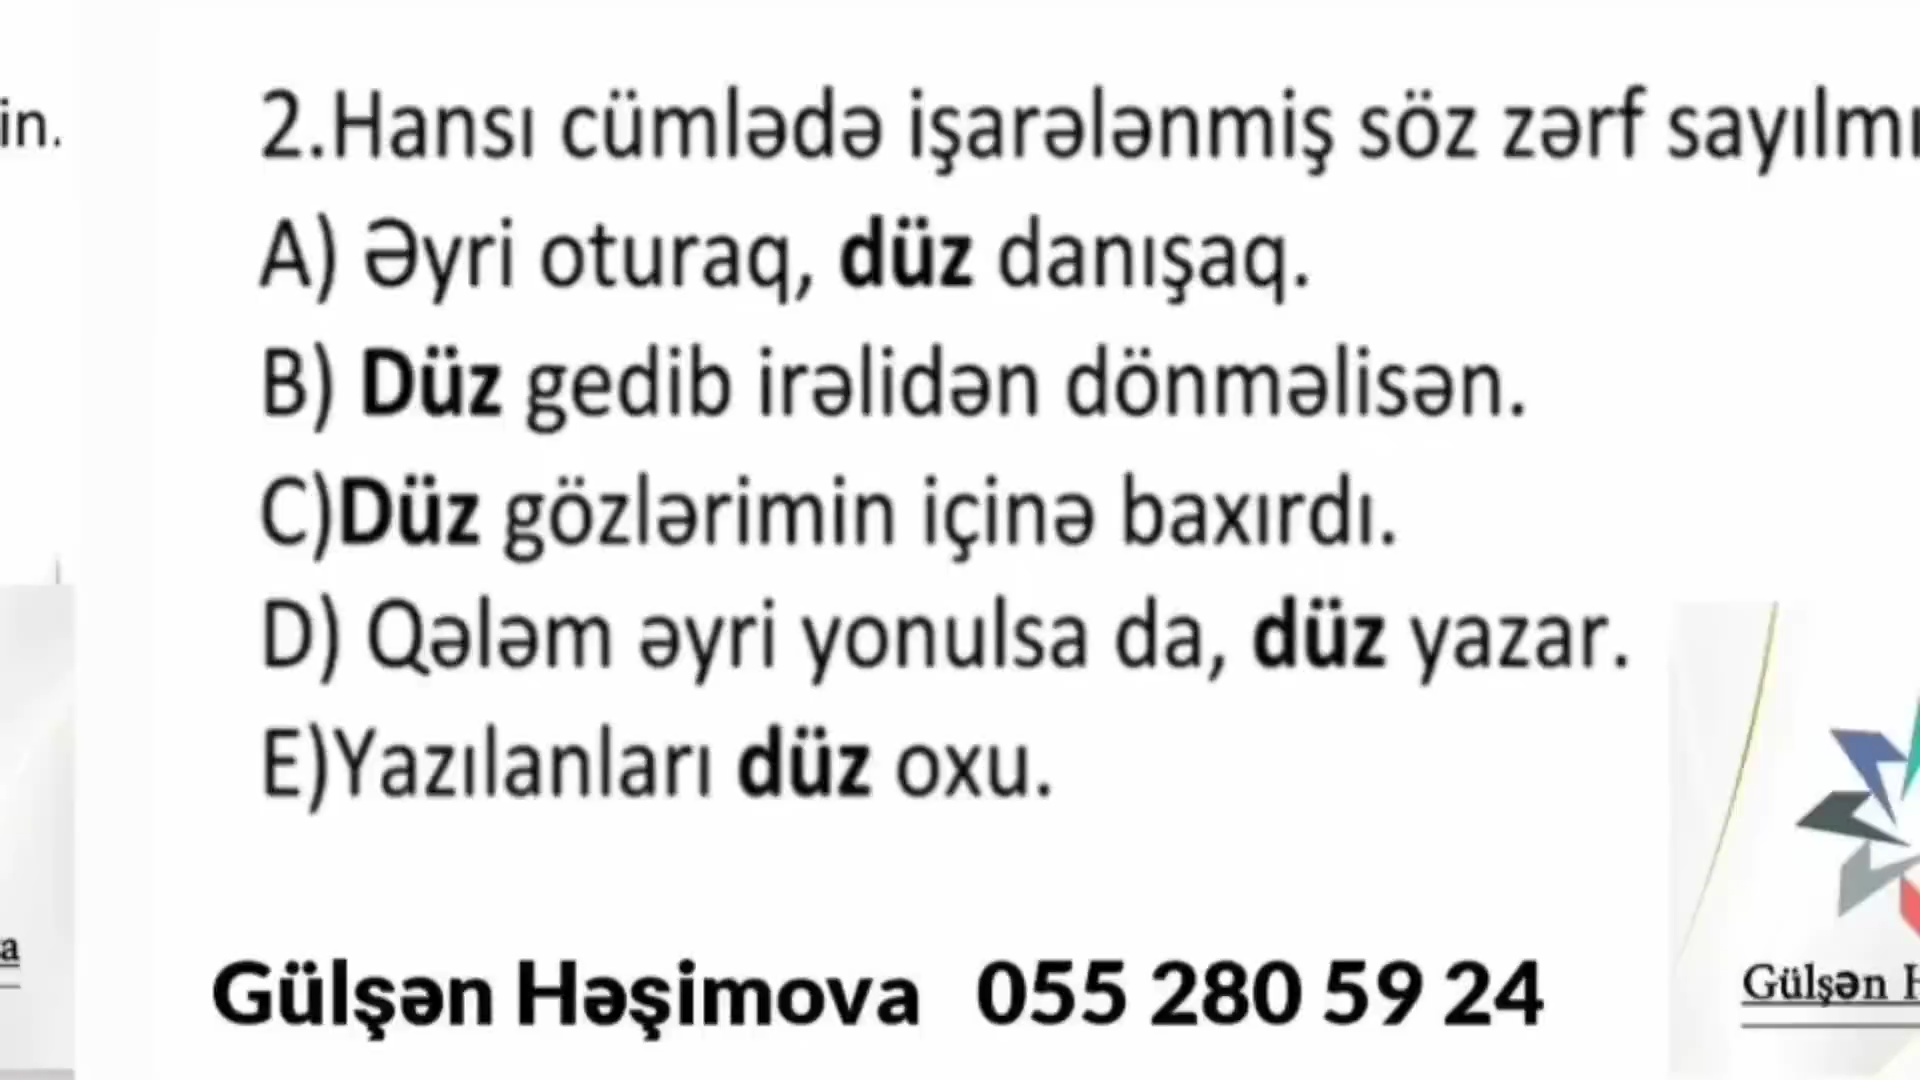 in.
2.Hansı cümlədə işarələnmiş söz zərf sayılmı
A) Əyri oturaq, düz danışaq.
B) Düz gedib irəlidən dönməlisən.
C)Düz gözlərimin içinə baxırdı.
D) Qələm əyri yonulsa da, düz yazar.
E)Yazılanları düz oxu.
a
Gülşən Həşimova 055 280 59 24
Gülşən H